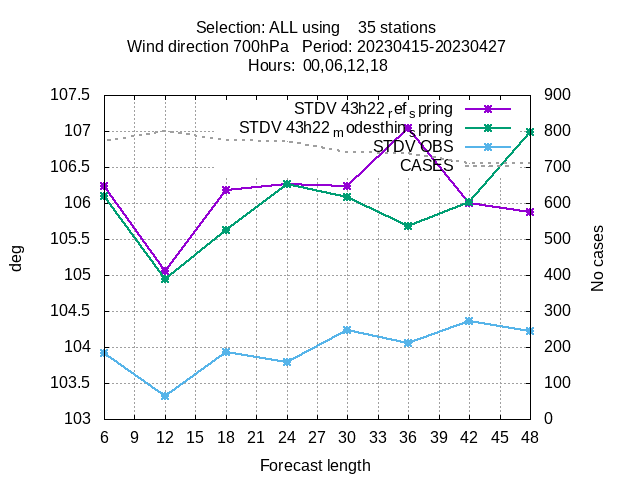 Selection: ALL using    35 stations
Wind direction 700hPa   Period: 20230415-20230427
Hours:  00,06,12,18
STDV 43h22_ref_spring
STDV 43h22_modesthin_spring
STDV OBS
CASES
107.5
107
106.5
106
105.5
105
104.5
104
103.5
103
deg
900
800
700
600
500
400
300
200
100
0
No cases
6 9 12 15 18 21 24 27 30 33 36 39 42 45 48
Forecast length